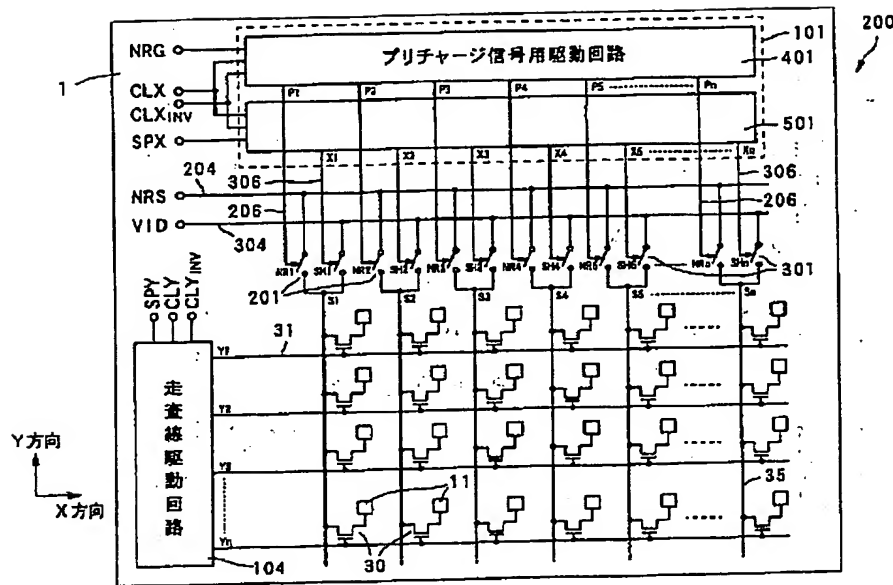 200
101
NRG
プリチャージ信号用駆動回路
401
1
CLX
P1 P2 P3 P4 P5 Pn
CLXINV
501
SPX
X1 X2 X3 X4 X5 Xn
306
306
204
NRS
206
206
VID
304
NR1 SH1 NR2 SH2 NR3 SH3 NR4 SH4 NR5 SH5 NRn SHn
301
201
S1 S2 S3 S4 S5 Sn
SPY
CLY
CLYINV
31
Y1
走査線駆動回路
Y2
Y方向
Y3
11
35
X方向
Yn
30
104